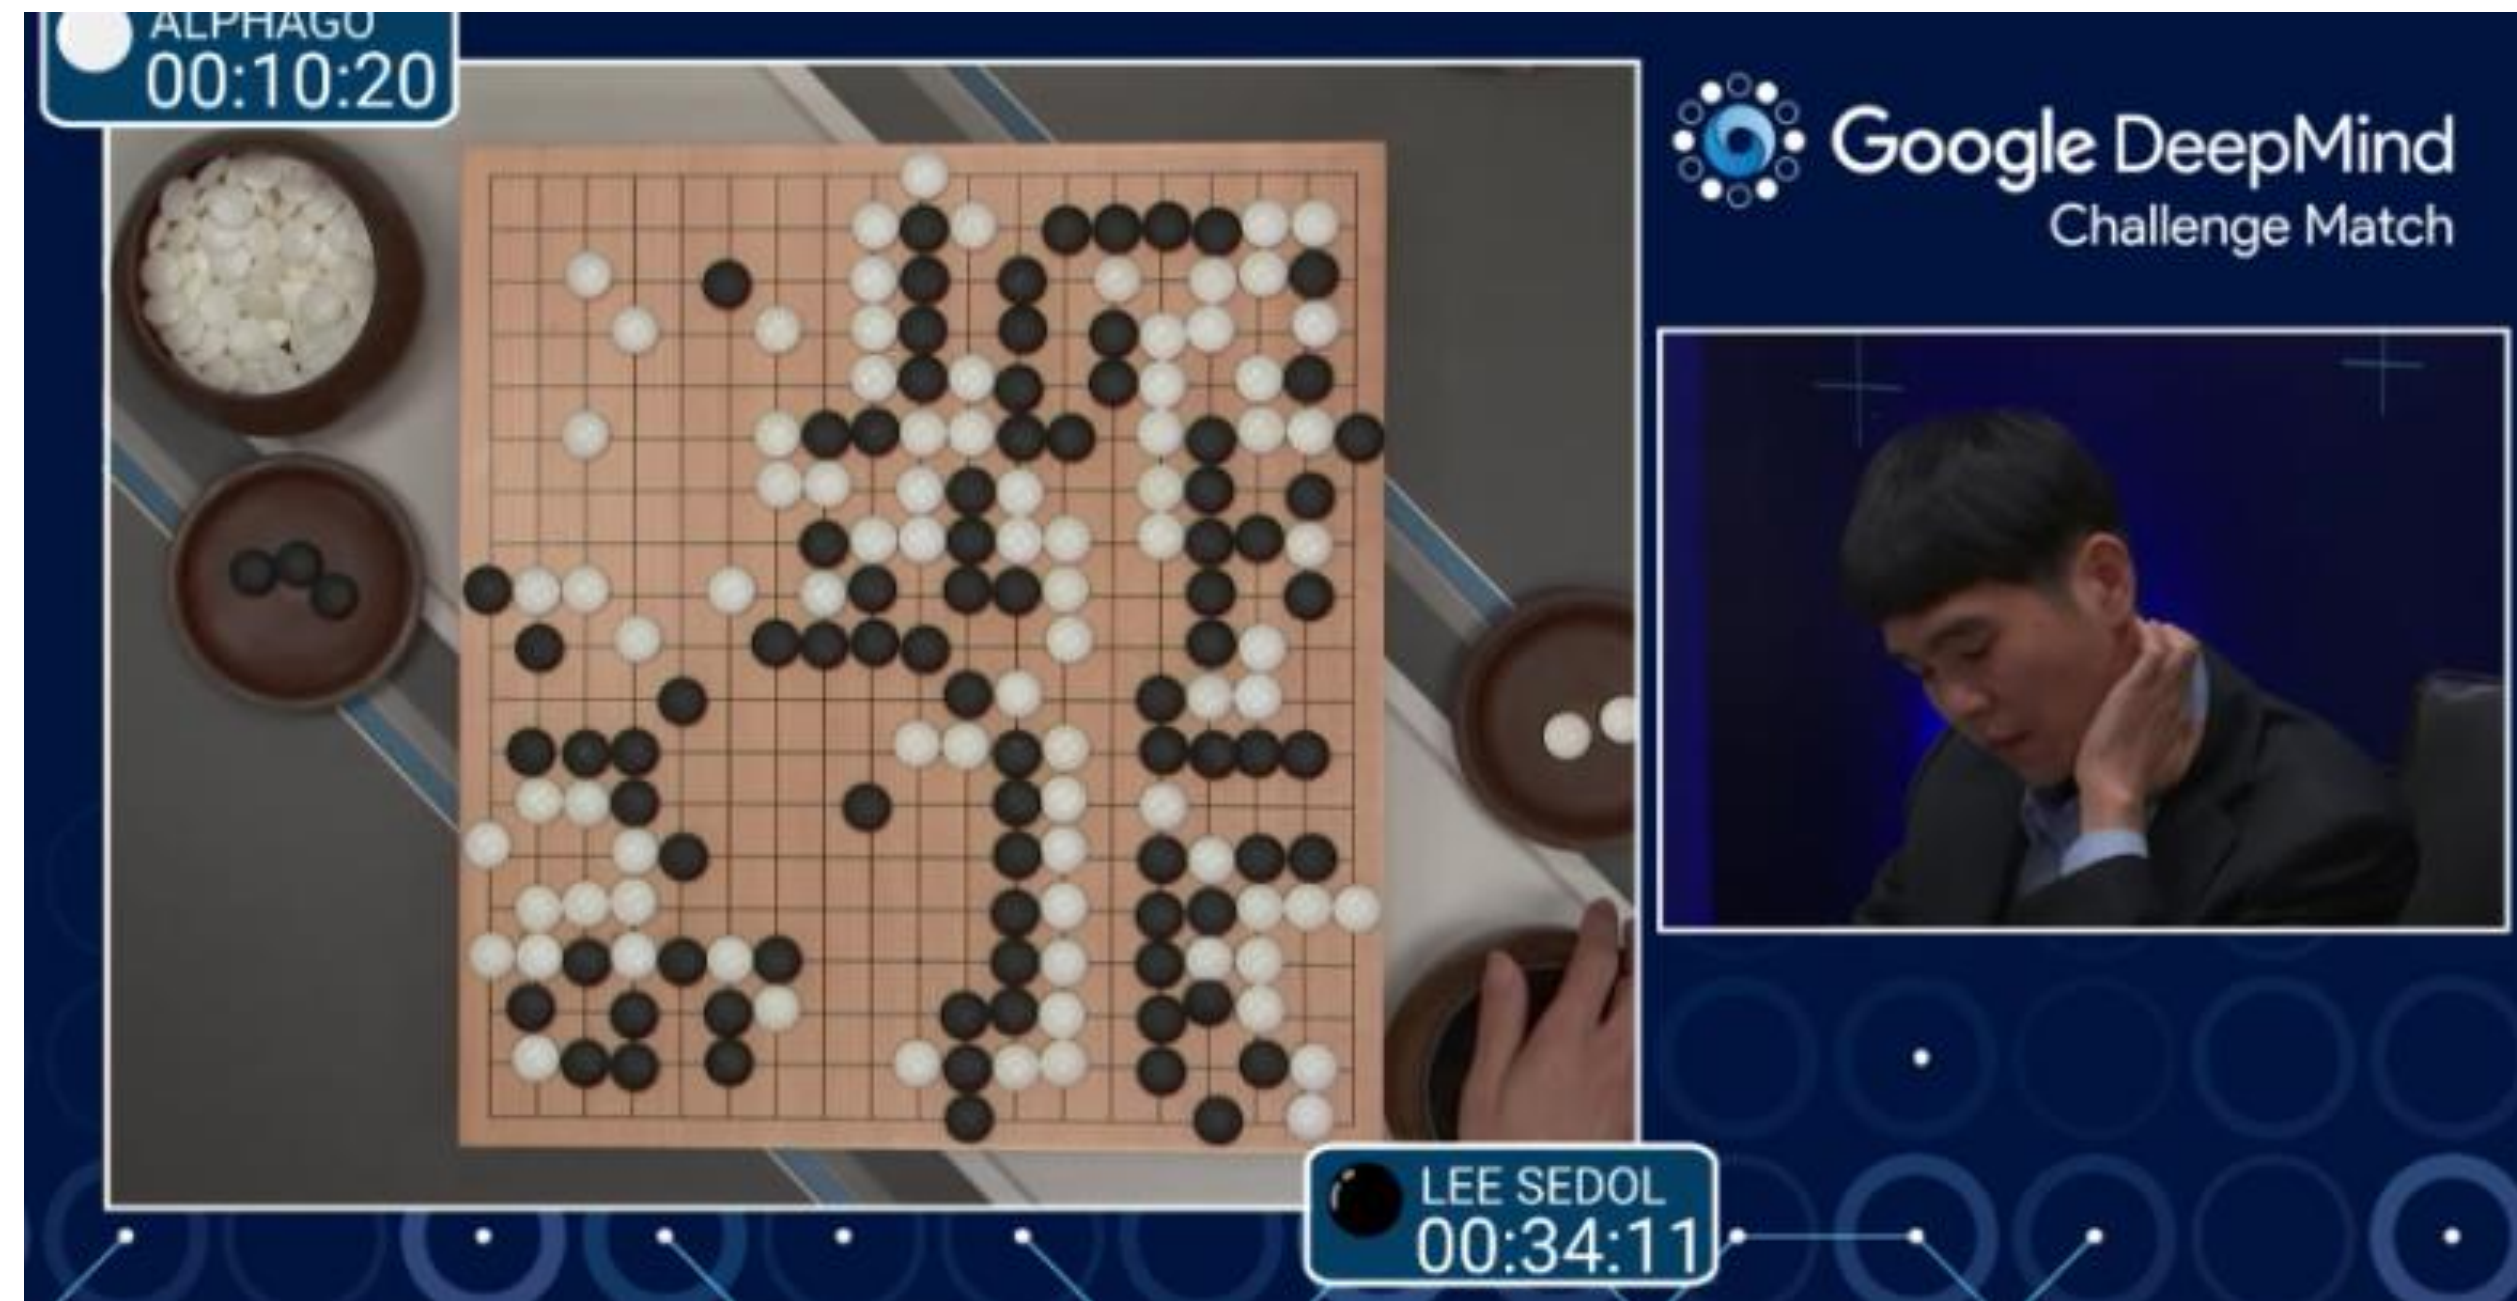 ALPHAGO
00:10:20
Google DeepMind
Challenge Match
LEE SEDOL
00:34:11